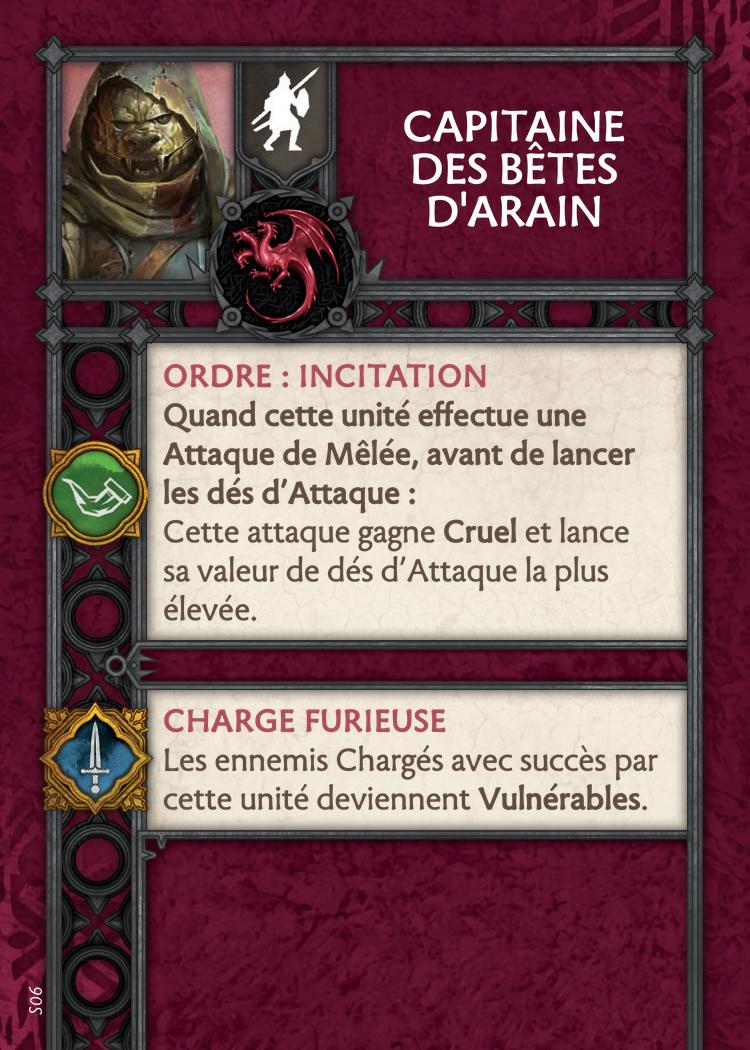 CAPITAINE
DES BÊTES
D'ARAIN
ORDRE : INCITATION
Quand cette unité effectue une
Attaque de Mêlée, avant de lancer
les dés d’Attaque :
Cette attaque gagne Cruel et lance
sa valeur de dés d’Attaque la plus
élevée.
CHARGE FURIEUSE
Les ennemis Chargés avec succès par
cette unité deviennent Vulnérables.
S06